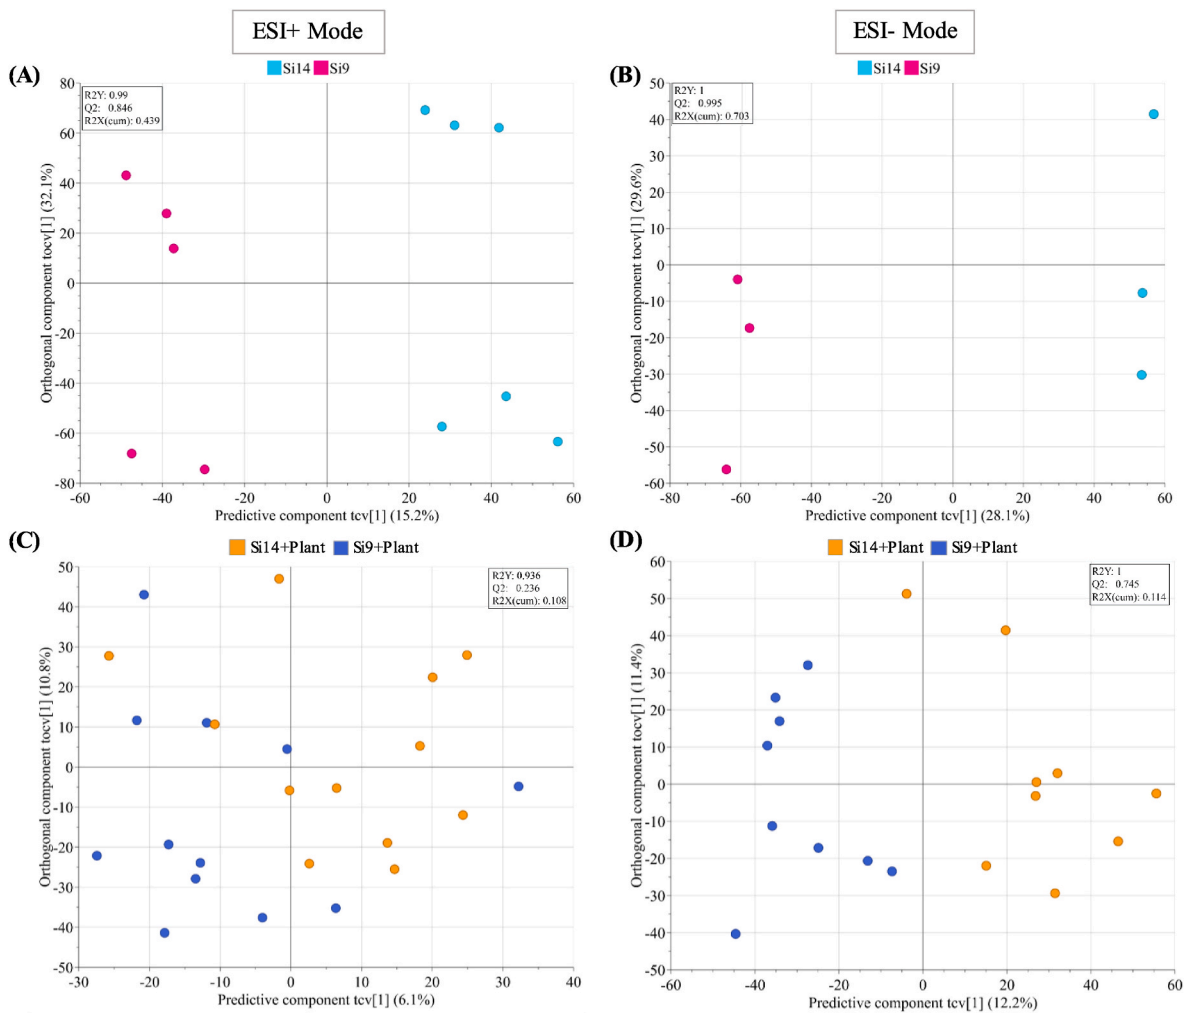 ESI+ Mode
ESI- Mode
(A)
Si14 Si9
R2Y: 0.99
Q2: 0.846
R2X(cum): 0.439
80
60
40
20
0
-20
-40
-60
-80
-60
-40
-20
0
20
40
60
Orthogonal component tocv[1] (32.1%)
Predictive component tcv[1] (15.2%)
(B)
Si14 Si9
R2Y: 1
Q2: 0.995
R2X(cum): 0.703
50
40
30
20
10
0
-10
-20
-30
-40
-50
-60
-80
-60
-40
-20
0
20
40
60
Orthogonal component tocv[1] (29.6%)
Predictive component tcv[1] (28.1%)
(C)
Si14+Plant Si9+Plant
R2Y: 0,936
Q2: 0.236
R2X(cum): 0.108
50
40
30
20
10
0
-10
-20
-30
-40
-50
-30
-20
-10
0
10
20
30
40
Orthogonal component tocv[1] (10.8%)
Predictive component tcv[1] (6.1%)
(D)
Si14+Plant Si9+Plant
R2Y: 1
Q2: 0.745
R2X(cum): 0.114
60
50
40
30
20
10
0
-10
-20
-30
-40
-50
-60
-40
-20
0
20
40
60
Orthogonal component tocv[1] (11.4%)
Predictive component tcv[1] (12.2%)